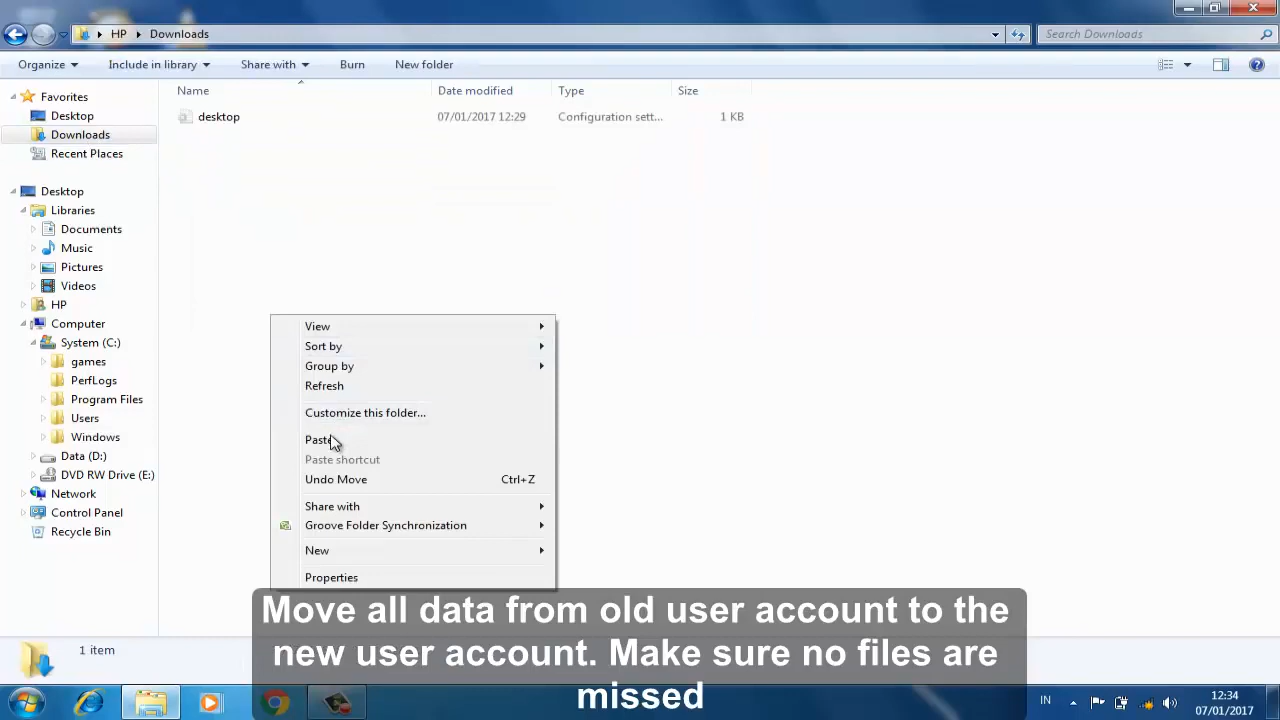 HP Downloads
Search Downloads
Organize Include in library Share with Burn New folder
Name Date modified Type Size
desktop 07/01/2017 12:29 Configuration sett... 1 KB
Favorites
Desktop
Downloads
Recent Places
Desktop
Libraries
Documents
Music
Pictures
Videos
HP
Computer
System (C:)
games
PerfLogs
Program Files
Users
Windows
Data (D:)
DVD RW Drive (E:)
Network
Control Panel
Recycle Bin
View
Sort by
Group by
Refresh
Customize this folder...
Paste
Paste shortcut
Undo Move Ctrl+Z
Share with
Groove Folder Synchronization
New
Properties
1 item
Move all data from old user account to the
new user account. Make sure no files are
missed
IN
12:34
07/01/2017